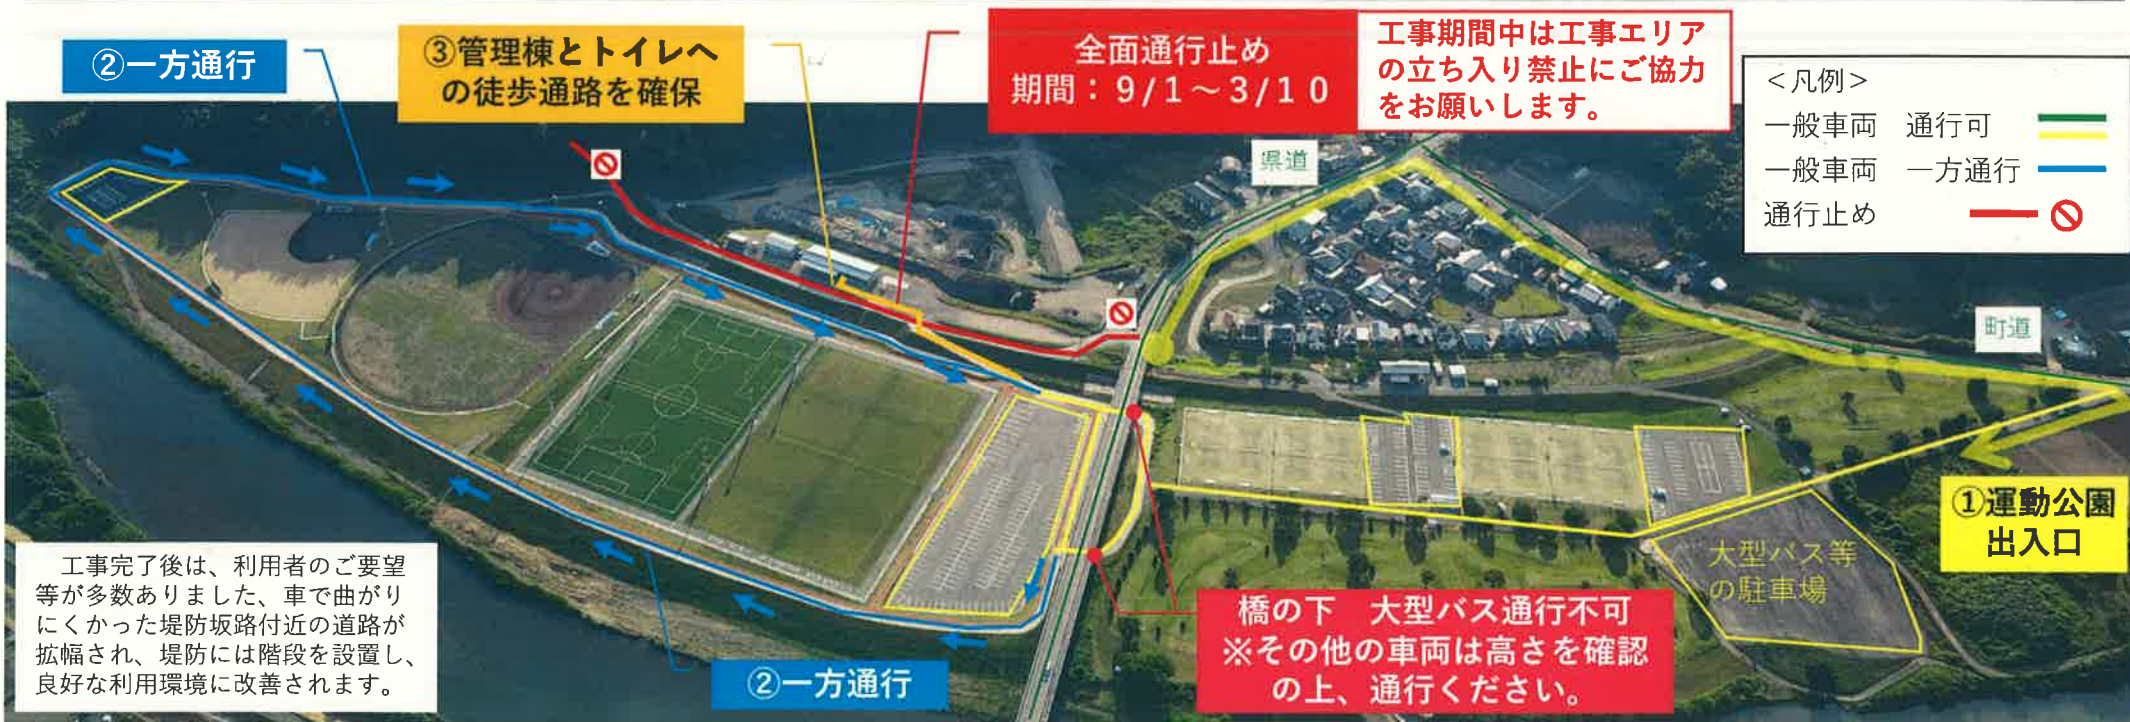 ②一方通行
③管理棟とトイレへ
の徒歩通路を確保
全面通行止め
期間：9/1～3/10
工事期間中は工事エリア
の立ち入り禁止にご協力
をお願いします。
＜凡例＞
一般車両　通行可
一般車両　一方通行
通行止め
県道
町道
①運動公園
出入口
大型バス等
の駐車場
橋の下　大型バス通行不可
※その他の車両は高さを確認
の上、通行ください。
②一方通行
工事完了後は、利用者のご要望
等が多数ありました、車で曲がり
にくかった堤防坂路付近の道路が
拡幅され、堤防には階段を設置し、
良好な利用環境に改善されます。